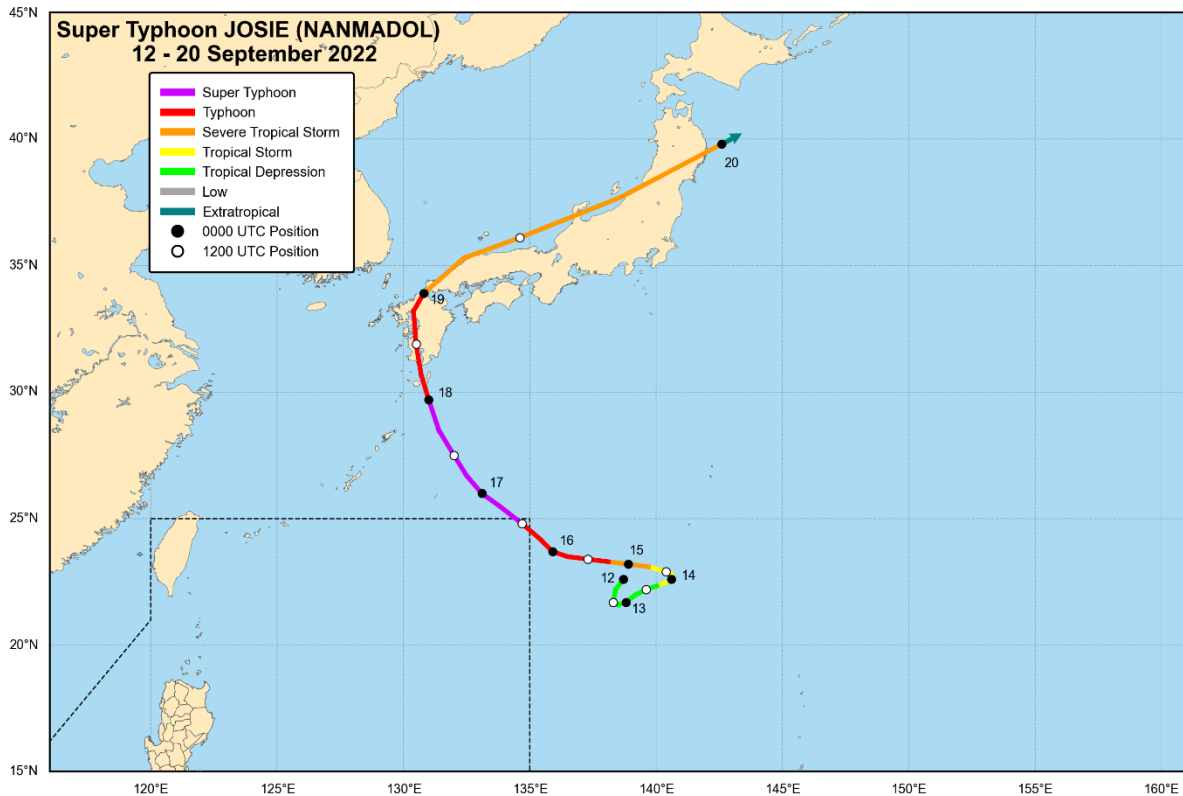 Super Typhoon JOSIE (NANMADOL)
12 - 20 September 2022
Super Typhoon
Typhoon
Severe Tropical Storm
Tropical Storm
Tropical Depression
Low
Extratropical
0000 UTC Position
1200 UTC Position
45°N
40°N
35°N
30°N
25°N
20°N
15°N
20
19
18
17
16
15
12
14
13
120°E
125°E
130°E
135°E
140°E
145°E
150°E
155°E
160°E